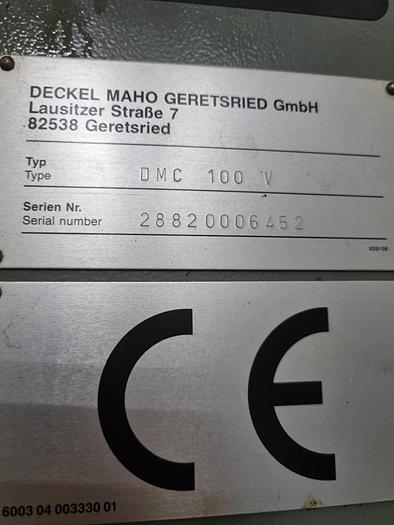 DECKEL MAHO GERETSRIED GmbH
Lausitzer Straße 7
82538 Geretsried
Typ
Type DMC 100 V
Serien Nr.
Serial number 28820006452
CE
6003 04 003330 01